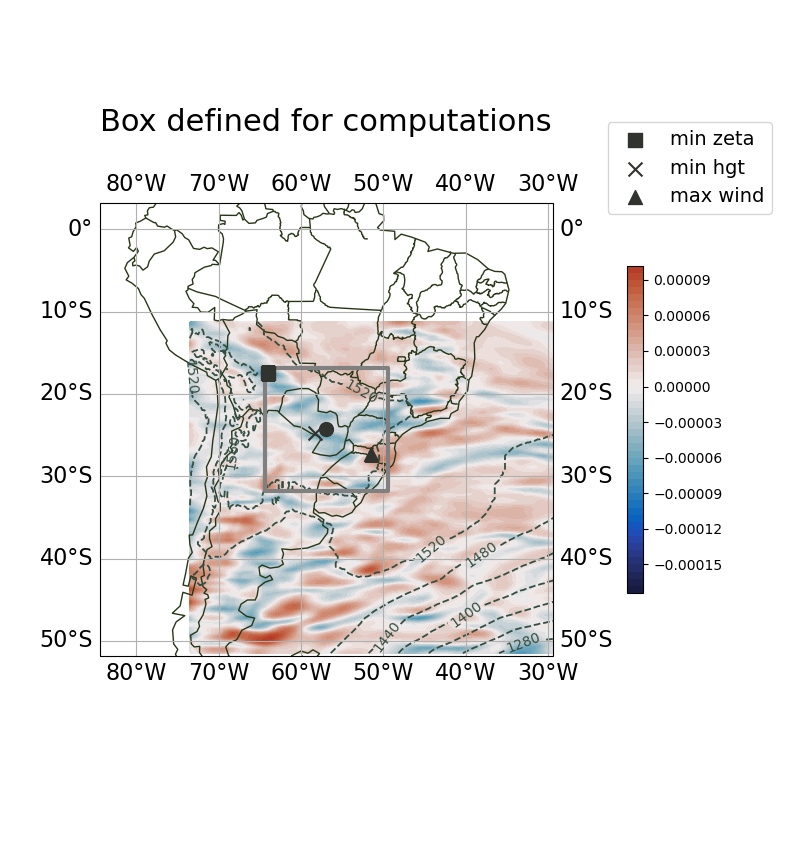 Box defined for computations
min zeta
min hgt
max wind
80°W 70°W 60°W 50°W 40°W 30°W
0° 0°
10°S 10°S
20°S 20°S
30°S 30°S
40°S 40°S
50°S 50°S
80°W 70°W 60°W 50°W 40°W 30°W
1520
1520
1520
1480
1440
1400
1280
0.00009
0.00006
0.00003
0.00000
−0.00003
−0.00006
−0.00009
−0.00012
−0.00015